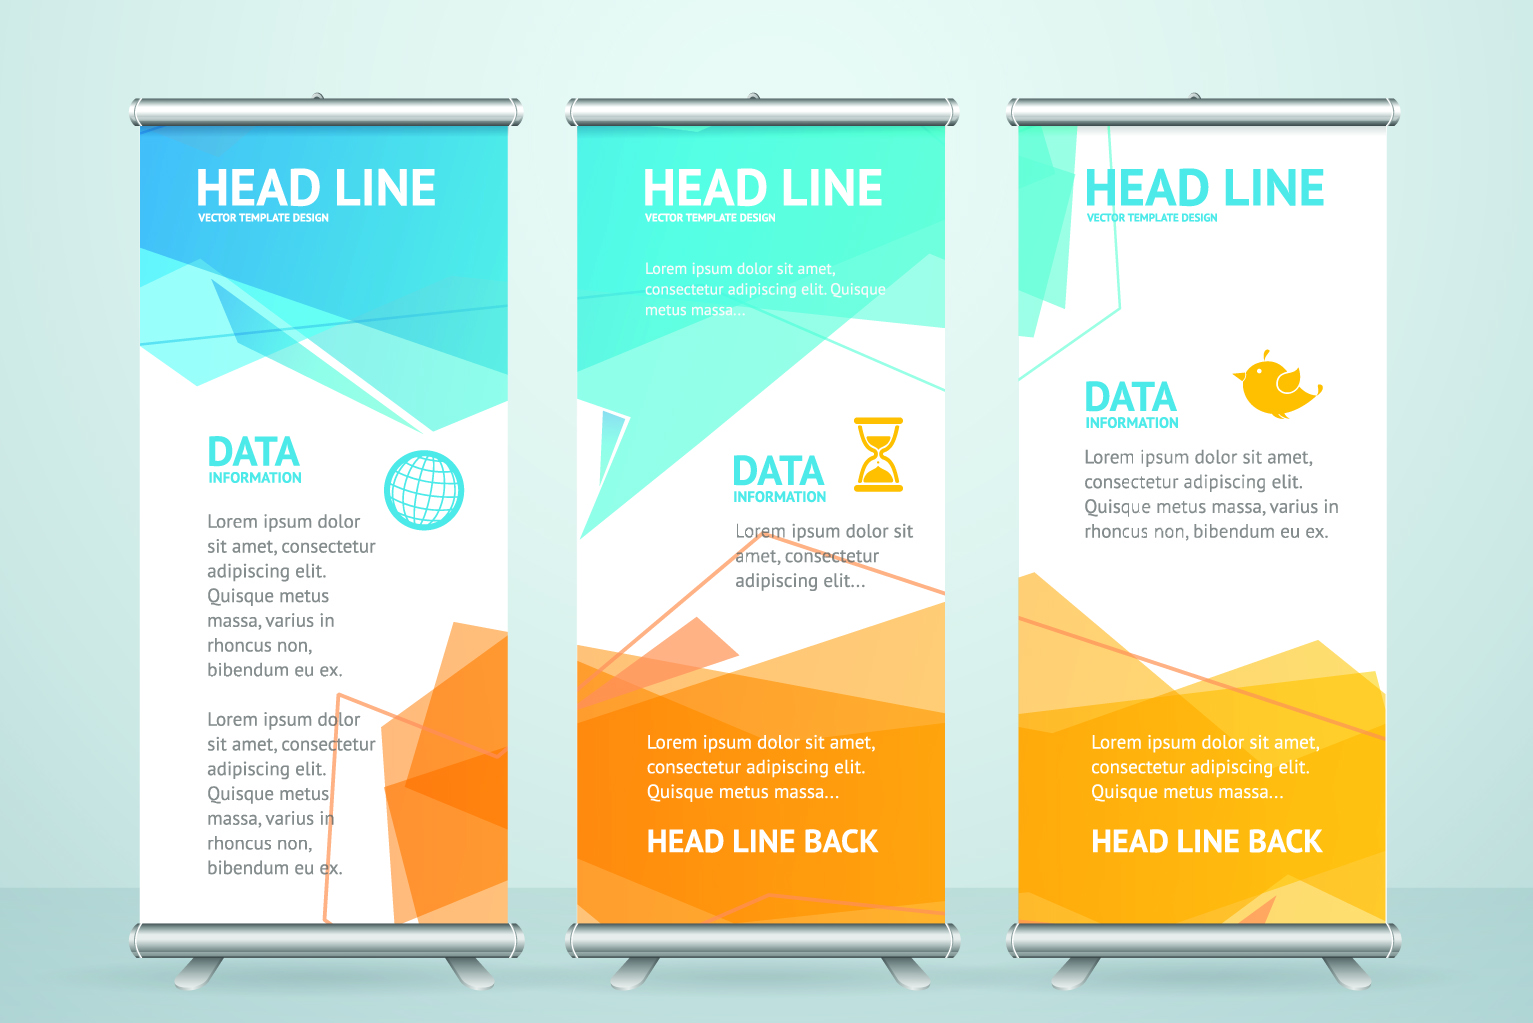 HEAD LINE
VECTOR TEMPLATE DESIGN
DATA
INFORMATION
Lorem ipsum dolor
sit amet, consectetur
adipiscing elit.
Quisque metus
massa, varius in
rhoncus non,
bibendum eu ex.
Lorem ipsum dolor
sit amet, consectetur
adipiscing elit.
Quisque metus
massa, varius in
rhoncus non,
bibendum eu ex.
HEAD LINE
VECTOR TEMPLATE DESIGN
Lorem ipsum dolor sit amet,
consectetur adipiscing elit. Quisque
metus massa...
DATA
INFORMATION
Lorem ipsum dolor sit
amet, consectetur
adipiscing elit...
Lorem ipsum dolor sit amet,
consectetur adipiscing elit.
Quisque metus massa...
HEAD LINE BACK
HEAD LINE
VECTOR TEMPLATE DESIGN
DATA
INFORMATION
Lorem ipsum dolor sit amet,
consectetur adipiscing elit.
Quisque metus massa, varius in
rhoncus non, bibendum eu ex.
Lorem ipsum dolor sit amet,
consectetur adipiscing elit.
Quisque metus massa...
HEAD LINE BACK